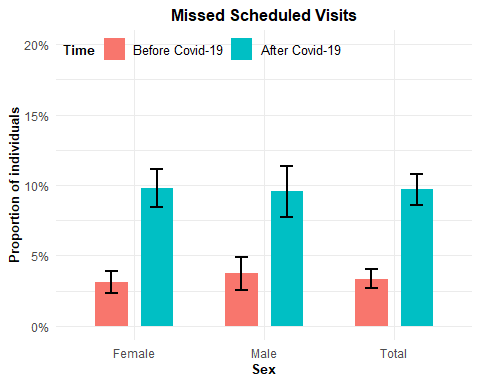 Missed Scheduled Visits
20%
Time Before Covid-19 After Covid-19
15%
10%
5%
0%
Proportion of individuals
Female Male Total
Sex